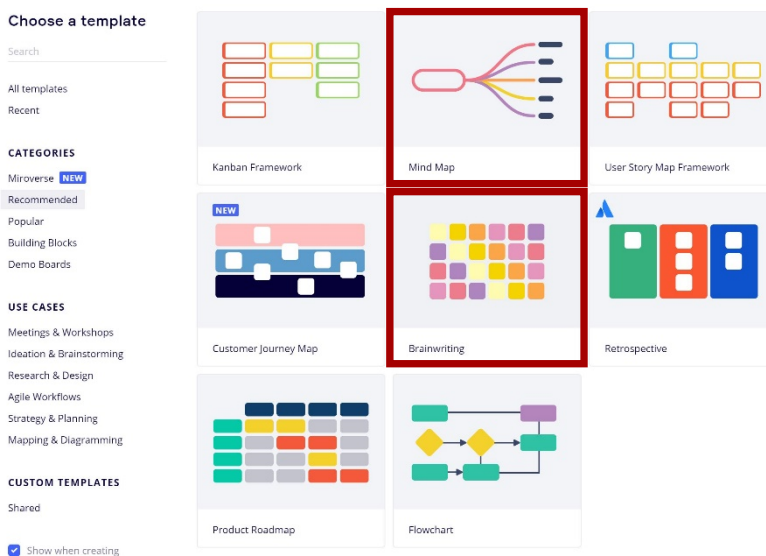 Choose a template
Search
All templates
Recent
CATEGORIES
Miroverse NEW
Recommended
Popular
Building Blocks
Demo Boards
USE CASES
Meetings & Workshops
Ideation & Brainstorming
Research & Design
Agile Workflows
Strategy & Planning
Mapping & Diagramming
CUSTOM TEMPLATES
Shared
Show when creating
Kanban Framework
Mind Map
User Story Map Framework
NEW
Customer Journey Map
Brainwriting
Retrospective
Product Roadmap
Flowchart